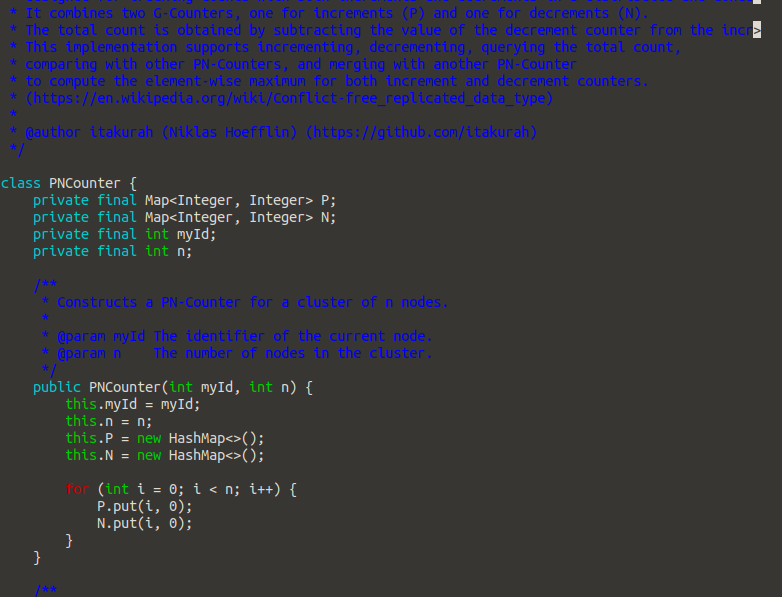 * It combines two G-Counters, one for increments (P) and one for decrements (N).
* The total count is obtained by subtracting the value of the decrement counter from the incr>
* This implementation supports incrementing, decrementing, querying the total count,
* comparing with other PN-Counters, and merging with another PN-Counter
* to compute the element-wise maximum for both increment and decrement counters.
* (https://en.wikipedia.org/wiki/Conflict-free_replicated_data_type)
*
* @author itakurah (Niklas Hoefflin) (https://github.com/itakurah)
*/
class PNCounter {
    private final Map<Integer, Integer> P;
    private final Map<Integer, Integer> N;
    private final int myId;
    private final int n;
    /**
     * Constructs a PN-Counter for a cluster of n nodes.
     *
     * @param myId The identifier of the current node.
     * @param n    The number of nodes in the cluster.
     */
    public PNCounter(int myId, int n) {
        this.myId = myId;
        this.n = n;
        this.P = new HashMap<>();
        this.N = new HashMap<>();
        for (int i = 0; i < n; i++) {
            P.put(i, 0);
            N.put(i, 0);
        }
    }
    /**